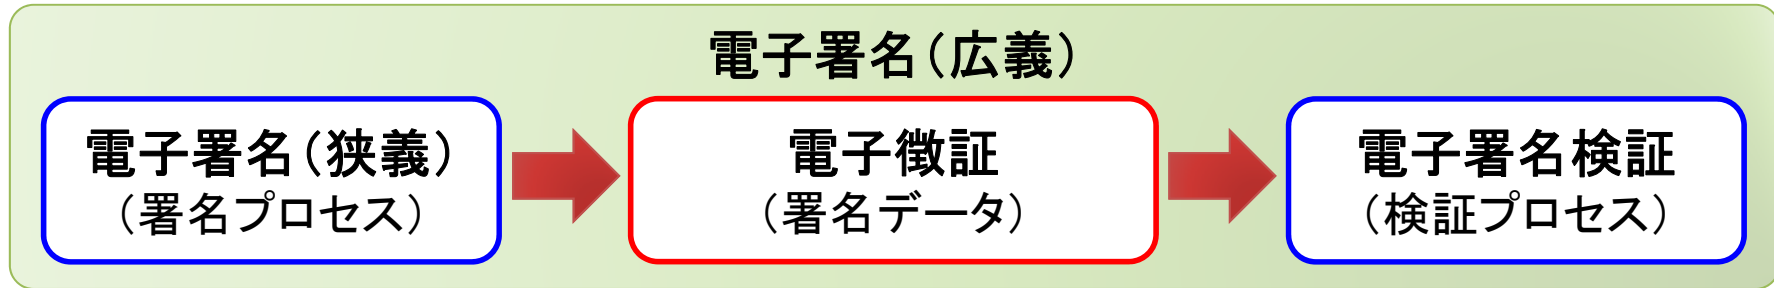 電子署名（広義）
電子署名（狭義）
（署名プロセス）
電子徴証
（署名データ）
電子署名検証
（検証プロセス）